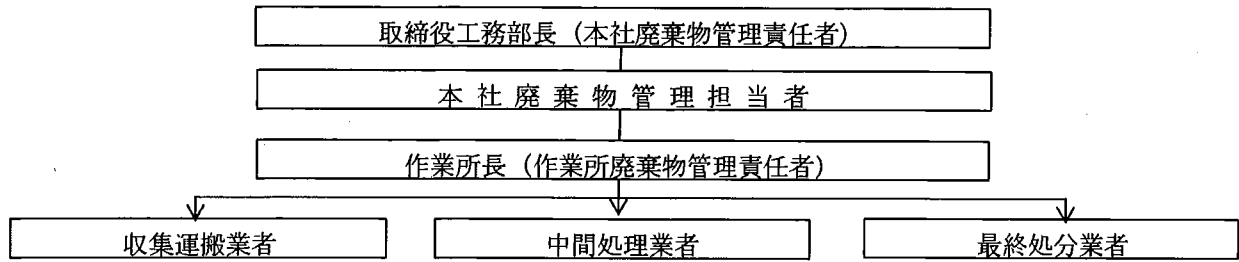 取締役工務部長（本社廃棄物管理責任者）
本社廃棄物管理担当者
作業所長（作業所廃棄物管理責任者）
収集運搬業者
中間処理業者
最終処分業者